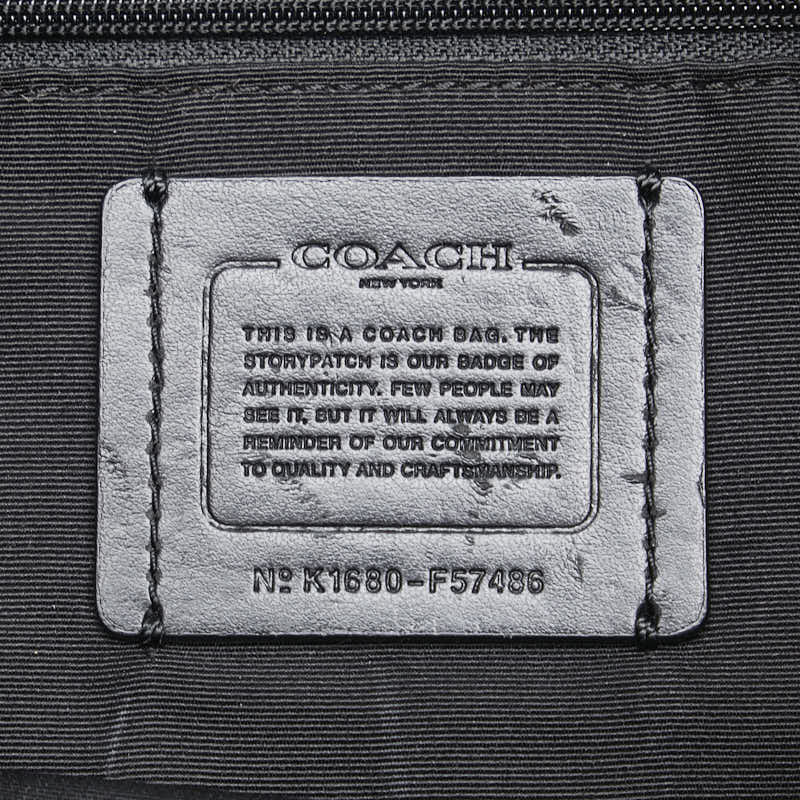 COACH
NEW YORK
THIS IS A COACH BAG. THE
STORYPATCH IS OUR BADGE OF
AUTHENTICITY. FEW PEOPLE MAY
SEE IT, BUT IT WILL ALWAYS BE A
REMINDER OF OUR COMMITMENT
TO QUALITY AND CRAFTSMANSHIP.
Nº K1680-F57486